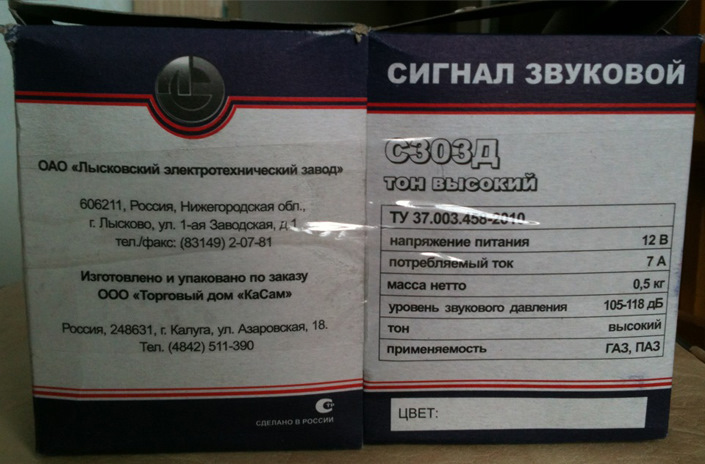 ОАО «Лысковский электротехнический завод»
606211, Россия, Нижегородская обл.,
г. Лысково, ул. 1-ая Заводская, д.1
тел./факс: (83149) 2-07-81
Изготовлено и упаковано по заказу
ООО «Торговый дом «КаСам»
Россия, 248631, г. Калуга, ул. Азаровская, 18.
Тел. (4842) 511-390
СДЕЛАНО В РОССИИ
СИГНАЛ ЗВУКОВОЙ
С303Д
ТОН ВЫСОКИЙ
ТУ 37.003.458-2010
напряжение питания 12 В
потребляемый ток 7 А
масса нетто 0,5 кг
уровень звукового давления 105-118 дБ
тон высокий
применяемость ГАЗ, ПАЗ
ЦВЕТ: